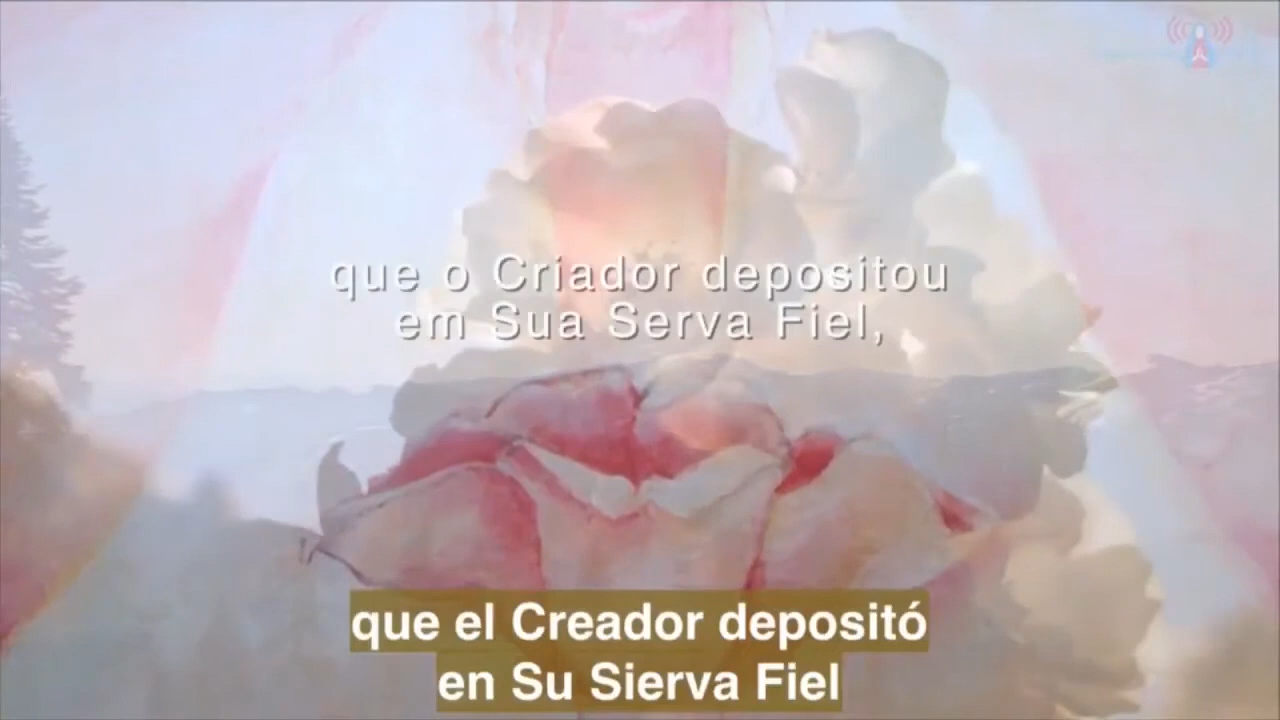 que o Criador depositou
em Sua Serva Fiel,
que el Creador depositó
en Su Sierva Fiel